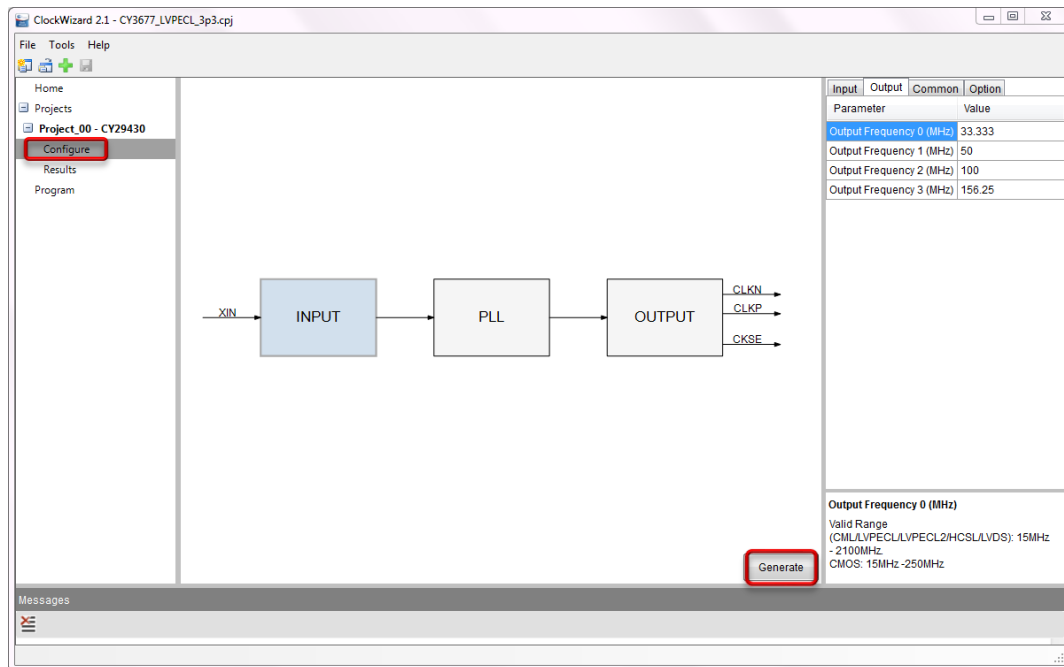 ClockWizard 2.1 - CY3677_LVPECL_3p3.cpj
File Tools Help
Home
Projects
Project_00 - CY29430
Configure
Results
Program
XIN
INPUT
PLL
OUTPUT
CLKN
CLKP
CKSE
Generate
Input Output Common Option
Parameter Value
Output Frequency 0 (MHz) 33.333
Output Frequency 1 (MHz) 50
Output Frequency 2 (MHz) 100
Output Frequency 3 (MHz) 156.25
Output Frequency 0 (MHz)
Valid Range
(CML/LVPECL/LVPECL2/HCSL/LVDS): 15MHz
- 2100MHz.
CMOS: 15MHz -250MHz
Messages